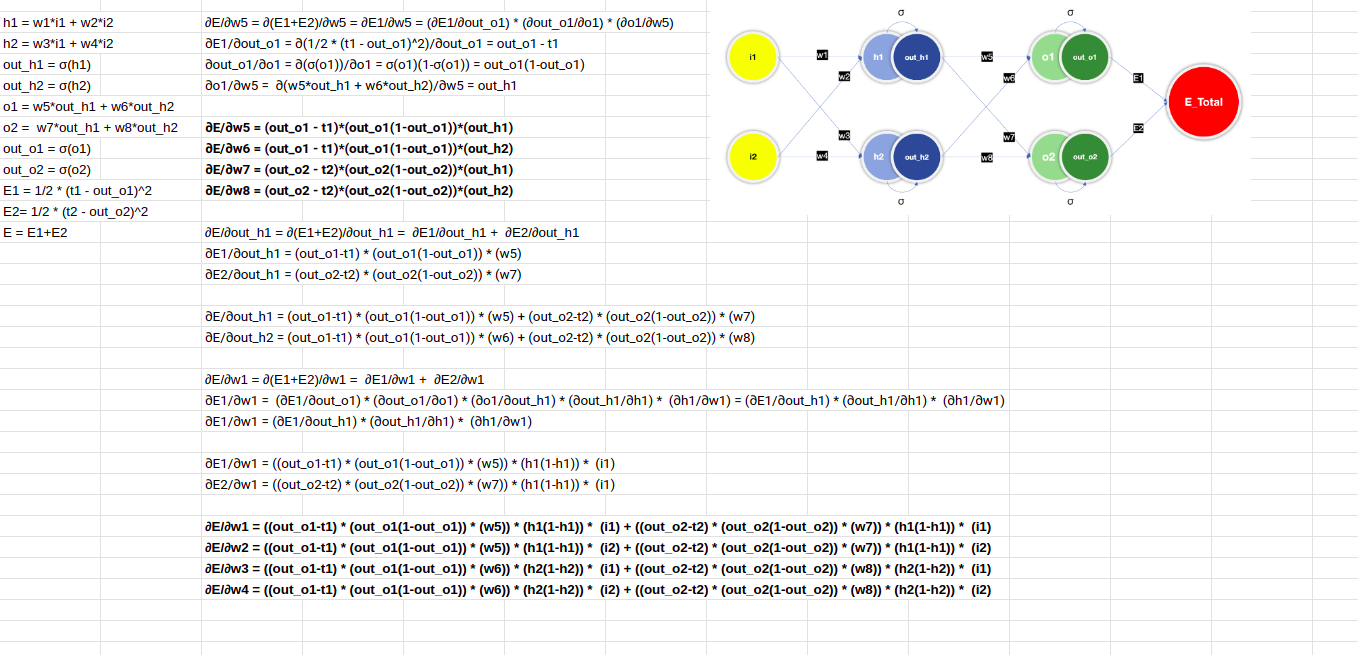 h1 = w1*i1 + w2*i2
h2 = w3*i1 + w4*i2
out_h1 = σ(h1)
out_h2 = σ(h2)
o1 = w5*out_h1 + w6*out_h2
o2 =  w7*out_h1 + w8*out_h2
out_o1 = σ(o1)
out_o2 = σ(o2)
E1 = 1/2 * (t1 - out_o1)^2
E2= 1/2 * (t2 - out_o2)^2
E = E1+E2
∂E/∂w5 = ∂(E1+E2)/∂w5 = ∂E1/∂w5 = (∂E1/∂out_o1) * (∂out_o1/∂o1) * (∂o1/∂w5)
∂E1/∂out_o1 = ∂(1/2 * (t1 - out_o1)^2)/∂out_o1 = out_o1 - t1
∂out_o1/∂o1 = ∂(σ(o1))/∂o1 = σ(o1)(1-σ(o1)) = out_o1(1-out_o1)
∂o1/∂w5 =  ∂(w5*out_h1 + w6*out_h2)/∂w5 = out_h1
∂E/∂w5 = (out_o1 - t1)*(out_o1(1-out_o1))*(out_h1)
∂E/∂w6 = (out_o1 - t1)*(out_o1(1-out_o1))*(out_h2)
∂E/∂w7 = (out_o2 - t2)*(out_o2(1-out_o2))*(out_h1)
∂E/∂w8 = (out_o2 - t2)*(out_o2(1-out_o2))*(out_h2)
∂E/∂out_h1 = ∂(E1+E2)/∂out_h1 =  ∂E1/∂out_h1 +  ∂E2/∂out_h1
∂E1/∂out_h1 = (out_o1-t1) * (out_o1(1-out_o1)) * (w5)
∂E2/∂out_h1 = (out_o2-t2) * (out_o2(1-out_o2)) * (w7)
∂E/∂out_h1 = (out_o1-t1) * (out_o1(1-out_o1)) * (w5) + (out_o2-t2) * (out_o2(1-out_o2)) * (w7)
∂E/∂out_h2 = (out_o1-t1) * (out_o1(1-out_o1)) * (w6) + (out_o2-t2) * (out_o2(1-out_o2)) * (w8)
∂E/∂w1 = ∂(E1+E2)/∂w1 =  ∂E1/∂w1 +  ∂E2/∂w1
∂E1/∂w1 =  (∂E1/∂out_o1) * (∂out_o1/∂o1) * (∂o1/∂out_h1) * (∂out_h1/∂h1) *  (∂h1/∂w1) = (∂E1/∂out_h1) * (∂out_h1/∂h1) *  (∂h1/∂w1)
∂E1/∂w1 = (∂E1/∂out_h1) * (∂out_h1/∂h1) *  (∂h1/∂w1)
∂E1/∂w1 = ((out_o1-t1) * (out_o1(1-out_o1)) * (w5)) * (h1(1-h1)) *  (i1)
∂E2/∂w1 = ((out_o2-t2) * (out_o2(1-out_o2)) * (w7)) * (h1(1-h1)) *  (i1)
∂E/∂w1 = ((out_o1-t1) * (out_o1(1-out_o1)) * (w5)) * (h1(1-h1)) *  (i1) + ((out_o2-t2) * (out_o2(1-out_o2)) * (w7)) * (h1(1-h1)) *  (i1)
∂E/∂w2 = ((out_o1-t1) * (out_o1(1-out_o1)) * (w5)) * (h1(1-h1)) *  (i2) + ((out_o2-t2) * (out_o2(1-out_o2)) * (w7)) * (h1(1-h1)) *  (i2)
∂E/∂w3 = ((out_o1-t1) * (out_o1(1-out_o1)) * (w6)) * (h2(1-h2)) *  (i1) + ((out_o2-t2) * (out_o2(1-out_o2)) * (w8)) * (h2(1-h2)) *  (i1)
∂E/∂w4 = ((out_o1-t1) * (out_o1(1-out_o1)) * (w6)) * (h2(1-h2)) *  (i2) + ((out_o2-t2) * (out_o2(1-out_o2)) * (w8)) * (h2(1-h2)) *  (i2)
σ
σ
i1
w1
h1
out_h1
w5
o1
out_o1
w2
w6
E1
E_Total
E2
w3
w7
i2
w4
h2
out_h2
w8
o2
out_o2
σ
σ